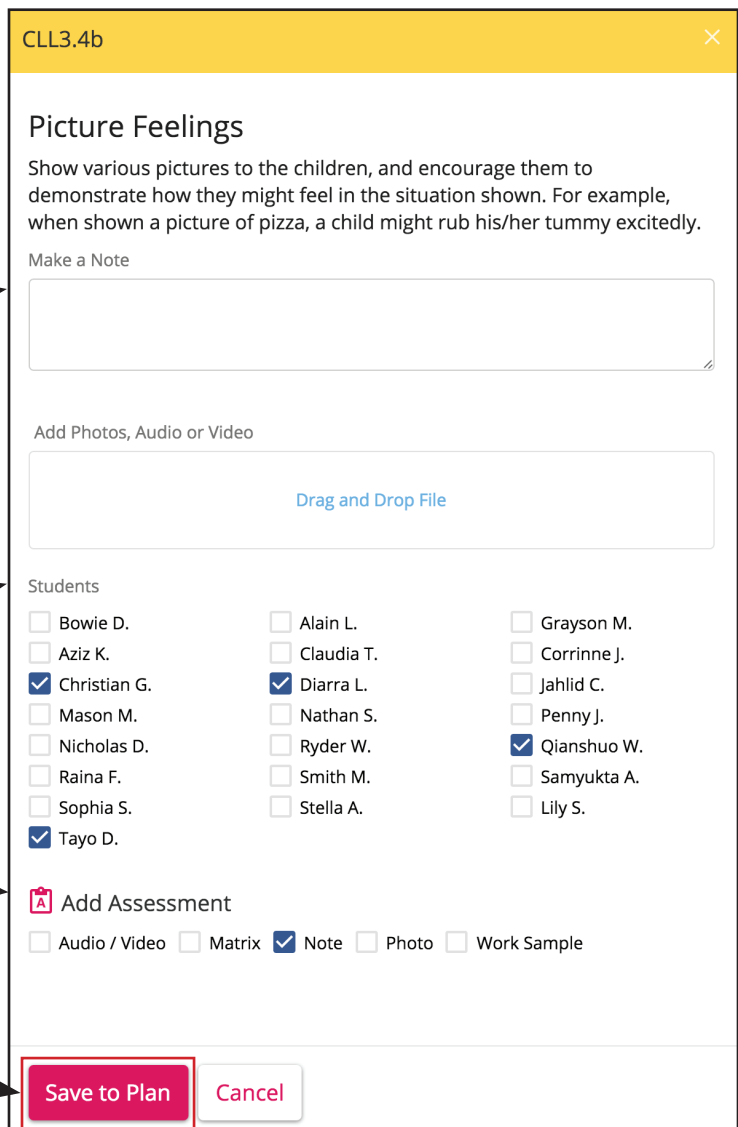 CLL3.4b
Picture Feelings
Show various pictures to the children, and encourage them to
demonstrate how they might feel in the situation shown. For example,
when shown a picture of pizza, a child might rub his/her tummy excitedly.
Make a Note
Add Photos, Audio or Video
Drag and Drop File
Students
Bowie D. Alain L. Grayson M.
Aziz K. Claudia T. Corrinne J.
Christian G. Diarra L. Jahlid C.
Mason M. Nathan S. Penny J.
Nicholas D. Ryder W. Qianshuo W.
Raina F. Smith M. Samyukta A.
Sophia S. Stella A. Lily S.
Tayo D.
A Add Assessment
Audio / Video Matrix Note Photo Work Sample
Save to Plan Cancel